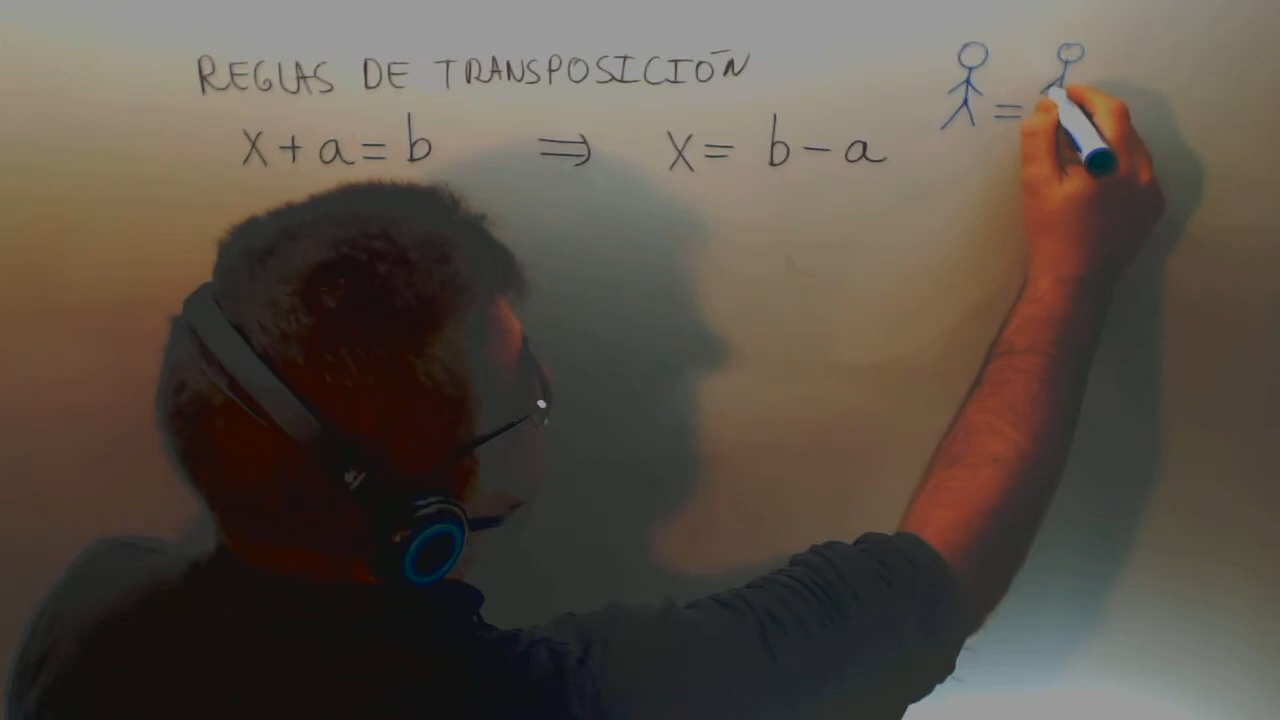 REGLAS DE TRANSPOSICIÓN
x+a=b ⇒ x= b-a =